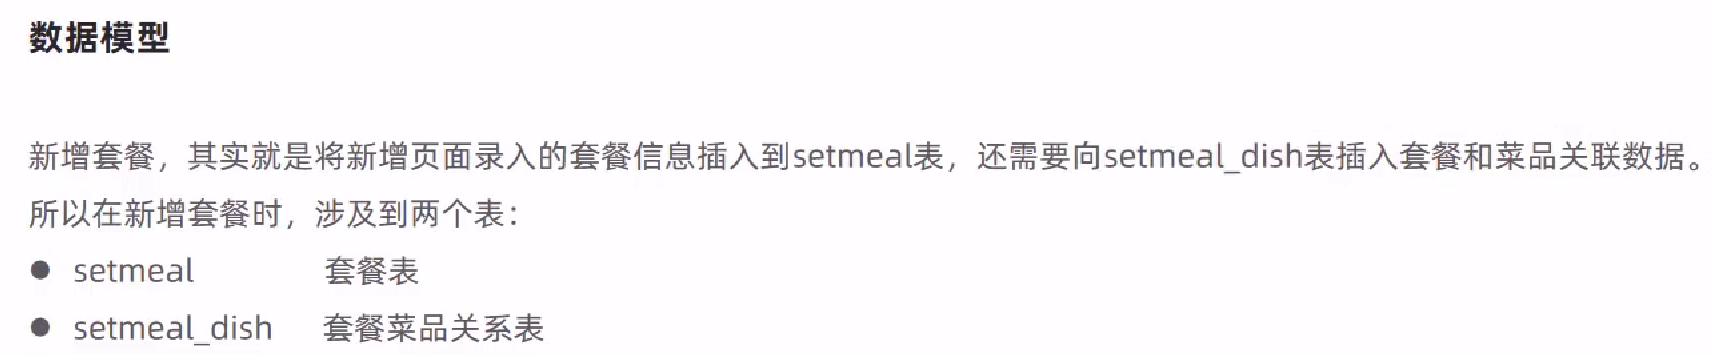 数据模型
新增套餐，其实就是将新增页面录入的套餐信息插入到setmeal表，还需要向setmeal_dish表插入套餐和菜品关联数据。
所以在新增套餐时，涉及到两个表：
● setmeal 套餐表
● setmeal_dish 套餐菜品关系表